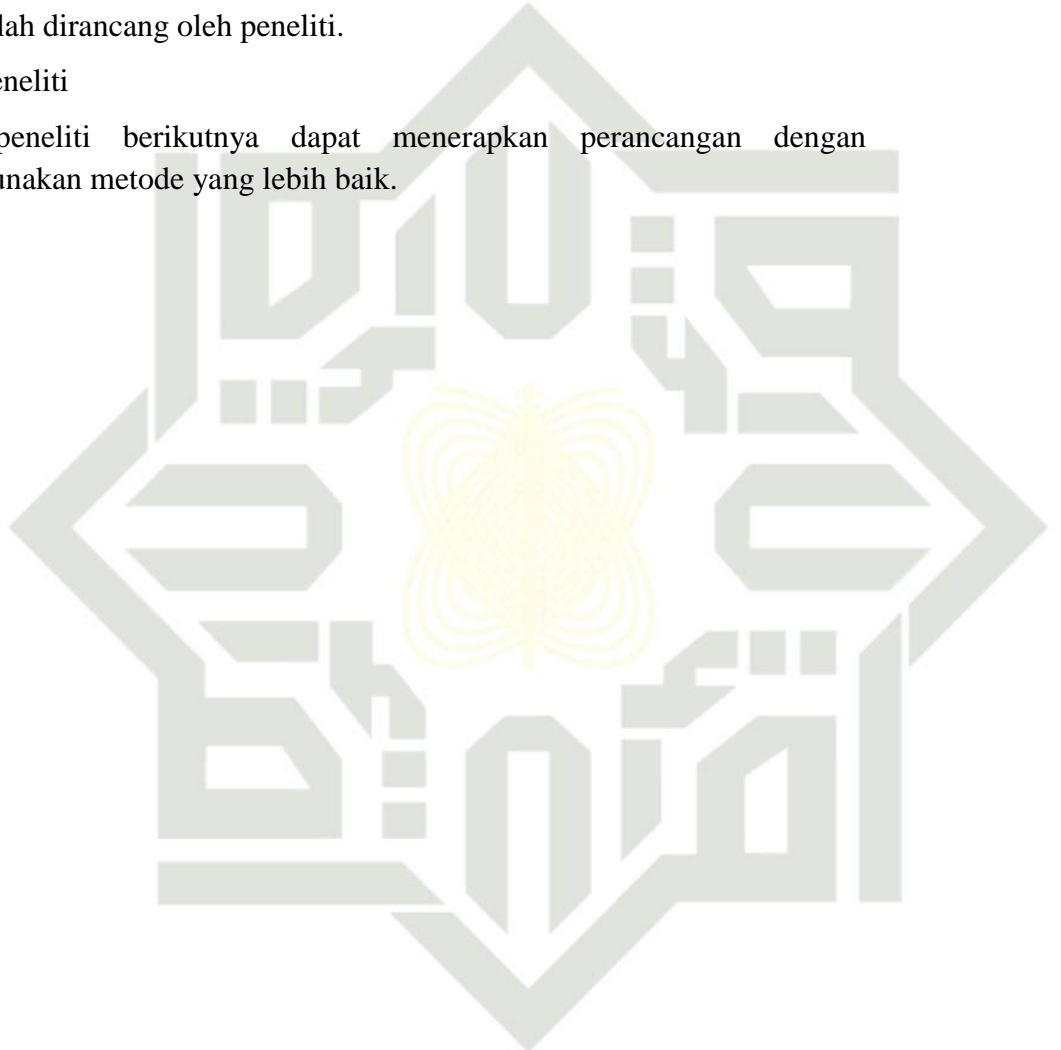 lah dirancang oleh peneliti.
eneliti
peneliti berikutnya dapat menerapkan perancangan dengan
unakan metode yang lebih baik.